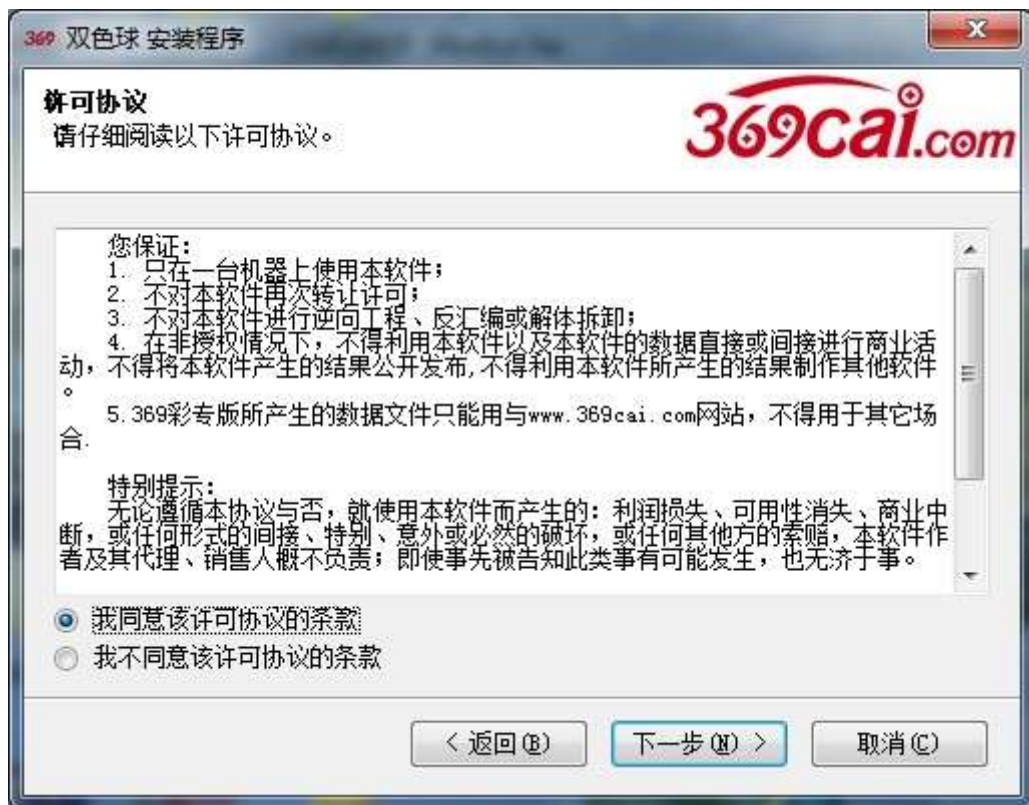 369 双色球 安装程序
许可协议
请仔细阅读以下许可协议。
369cai.com
您保证:
1. 只在一台机器上使用本软件;
2. 不对本软件再次转让许可;
3. 不对本软件进行逆向工程、反汇编或解体拆卸;
4. 在非授权情况下,不得利用本软件以及本软件的数据直接或间接进行商业活
动,不得将本软件产生的结果公开发布,不得利用本软件所产生的结果制作其他软件
。
5.369彩专版所产生的数据文件只能用与www.369cai.com网站,不得用于其它场
合.
特别提示:
无论遵循本协议与否,就使用本软件而产生的: 利润损失、可用性消失、商业中
断,或任何形式的间接、特别、意外或必然的破坏,或任何其他方的索赔,本软件作
者及其代理、销售人概不负责; 即使事先被告知此类事有可能发生,也无济于事。
我同意该许可协议的条款
我不同意该许可协议的条款
< 返回(B)
下一步(N) >
取消(C)